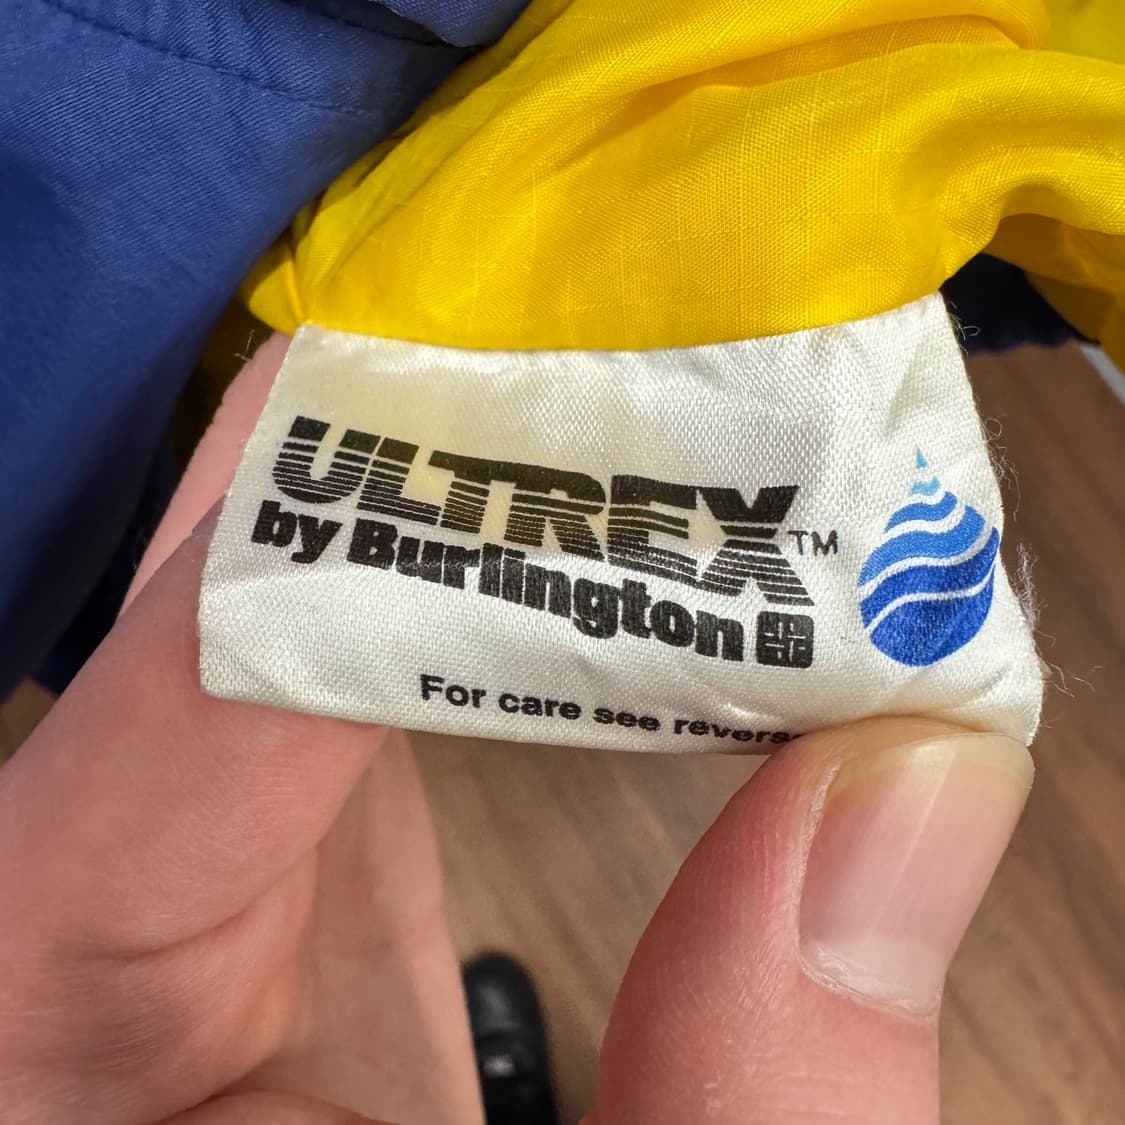 ULTREX™
by Burlington
For care see reverse